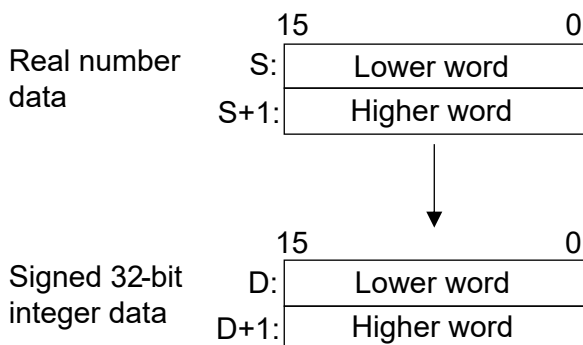 15 0
Real number
data
S: Lower word
S+1: Higher word
15 0
Signed 32-bit
integer data
D: Lower word
D+1: Higher word